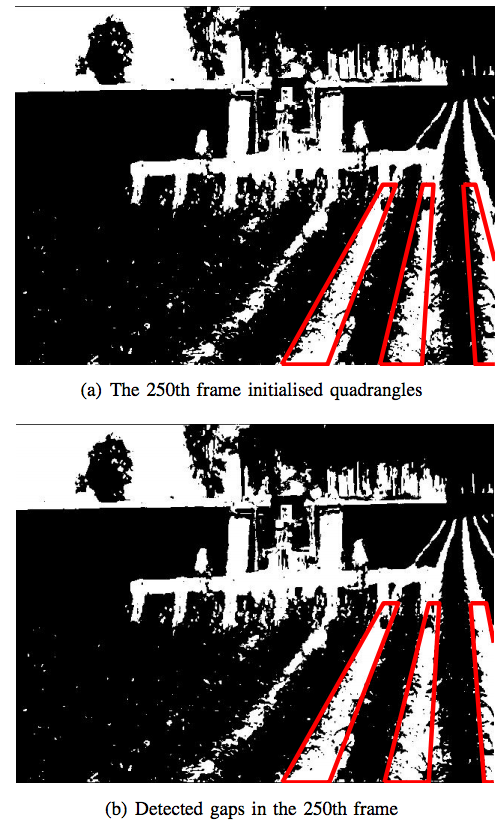 (a) The 250th frame initialised quadrangles
(b) Detected gaps in the 250th frame